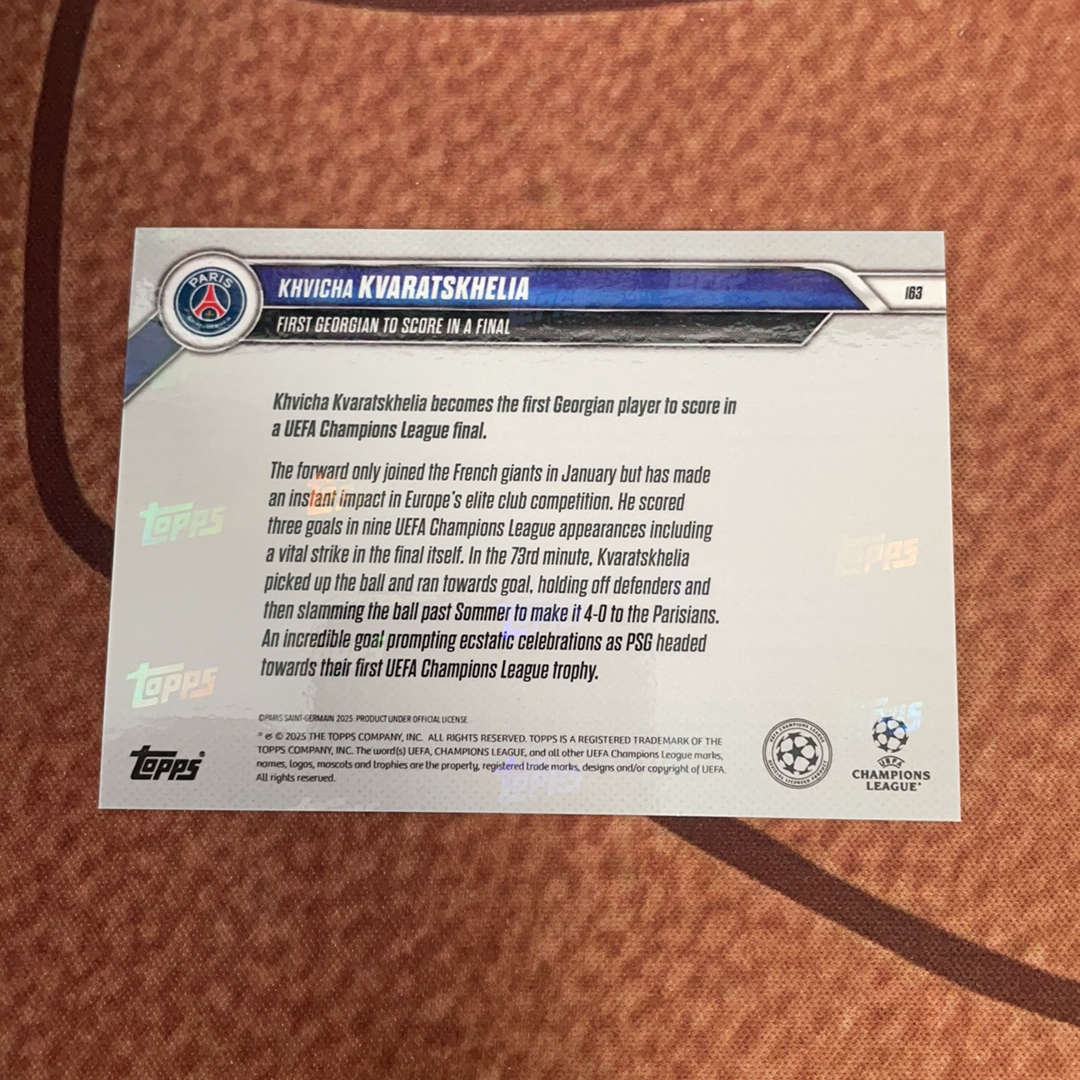 PARIS
KHVICHA KVARATSKHELIA
163
FIRST GEORGIAN TO SCORE IN A FINAL
Khvicha Kvaratskhelia becomes the first Georgian player to score in
a UEFA Champions League final.
The forward only joined the French giants in January but has made
an instant impact in Europe's elite club competition. He scored
three goals in nine UEFA Champions League appearances including
a vital strike in the final itself. In the 73rd minute, Kvaratskhelia
picked up the ball and ran towards goal, holding off defenders and
then slamming the ball past Sommer to make it 4-0 to the Parisians.
An incredible goal prompting ecstatic celebrations as PSG headed
towards their first UEFA Champions League trophy.
Topps
Topps
Topps
Topps
©PARIS SAINT-GERMAIN 2025. PRODUCT UNDER OFFICIAL LICENSE.
® & © 2025 THE TOPPS COMPANY, INC. ALL RIGHTS RESERVED. TOPPS IS A REGISTERED TRADEMARK OF THE
TOPPS COMPANY, INC. The word(s) UEFA, CHAMPIONS LEAGUE, and all other UEFA Champions League marks,
names, logos, mascots and trophies are the property, registered trade marks, designs and/or copyright of UEFA.
All rights reserved.
Topps®
UEFA CHAMPIONS LEAGUE
OFFICIAL LICENSED PRODUCT
UEFA
CHAMPIONS
LEAGUE®